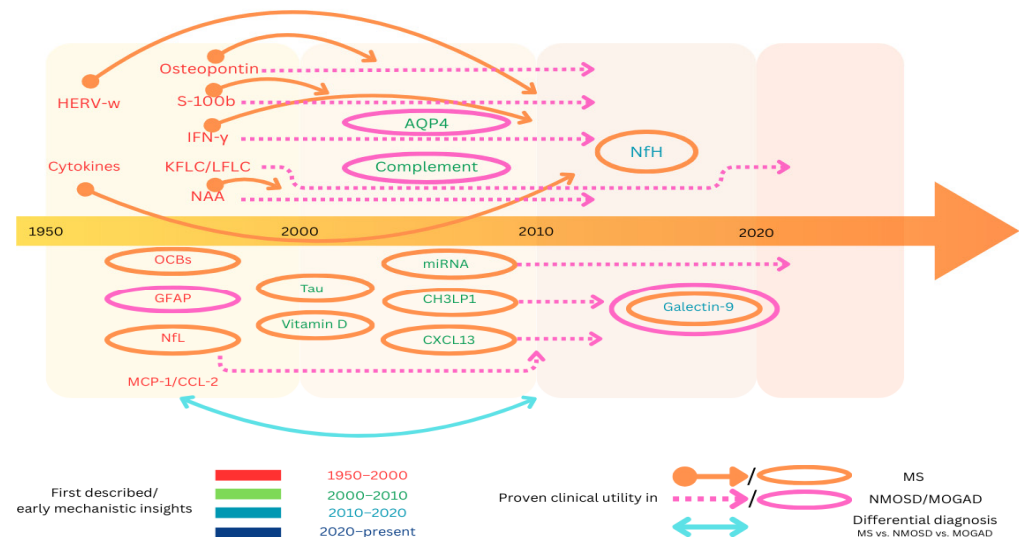 Osteopontin
HERV-w
S-100b
IFN-γ
AQP4
NfH
Cytokines
KFLC/LFLC
Complement
NAA
1950
2000
2010
2020
OCBs
miRNA
Tau
GFAP
CH3LP1
Galectin-9
Vitamin D
NfL
CXCL13
MCP-1/CCL-2
First described/
early mechanistic insights
1950–2000
2000–2010
2010–2020
2020–present
Proven clinical utility in
/
MS
/
NMOSD/MOGAD
Differential diagnosis
MS vs. NMOSD vs. MOGAD